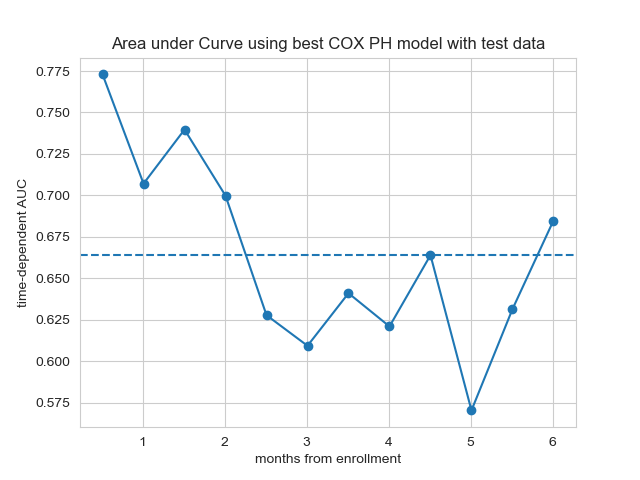 Area under Curve using best COX PH model with test data
time-dependent AUC
0.775
0.750
0.725
0.700
0.675
0.650
0.625
0.600
0.575
1 2 3 4 5 6
months from enrollment